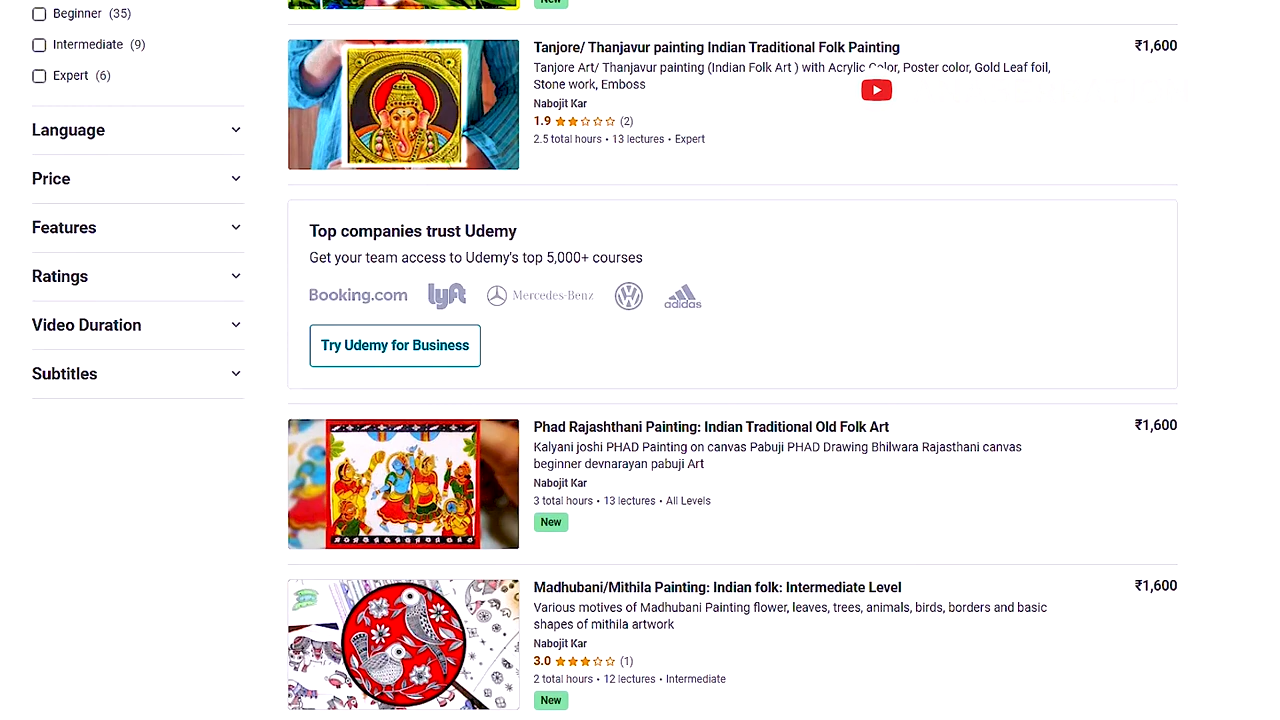 Beginner (35)
Intermediate (9)
Expert (6)
Language
Price
Features
Ratings
Video Duration
Subtitles
New
Tanjore/ Thanjavur painting Indian Traditional Folk Painting
₹1,600
Tanjore Art/ Thanjavur painting (Indian Folk Art ) with Acrylic Color, Poster color, Gold Leaf foil,
Stone work, Emboss
Nabojit Kar
1.9 (2)
2.5 total hours • 13 lectures • Expert
Top companies trust Udemy
Get your team access to Udemy's top 5,000+ courses
Booking.com lyft Mercedes-Benz adidas
Try Udemy for Business
Phad Rajashthani Painting: Indian Traditional Old Folk Art
₹1,600
Kalyani joshi PHAD Painting on canvas Pabuji PHAD Drawing Bhilwara Rajasthani canvas
beginner devnarayan pabuji Art
Nabojit Kar
3 total hours • 13 lectures • All Levels
New
Madhubani/Mithila Painting: Indian folk: Intermediate Level
₹1,600
Various motives of Madhubani Painting flower, leaves, trees, animals, birds, borders and basic
shapes of mithila artwork
Nabojit Kar
3.0 (1)
2 total hours • 12 lectures • Intermediate
New